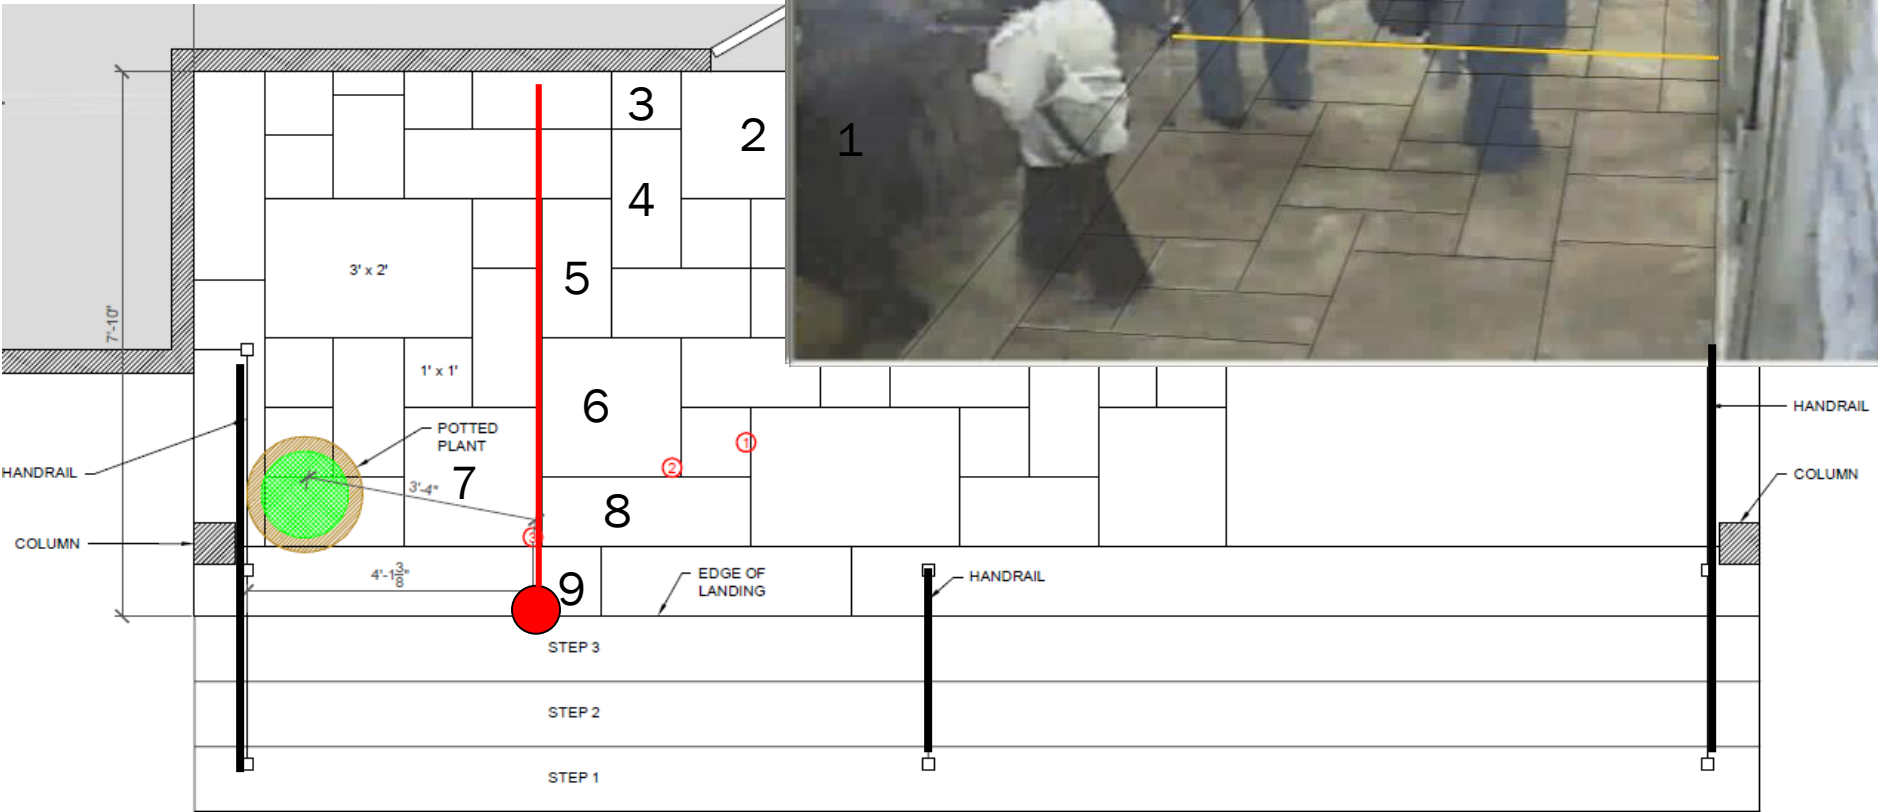 1
3
2
4
5
3' x 2'
7'-10"
1' x 1'
6
HANDRAIL
POTTED
PLANT
1
2
7
3'-4"
HANDRAIL
COLUMN
8
3
COLUMN
4'-1 3/8"
9
EDGE OF
LANDING
HANDRAIL
STEP 3
STEP 2
STEP 1